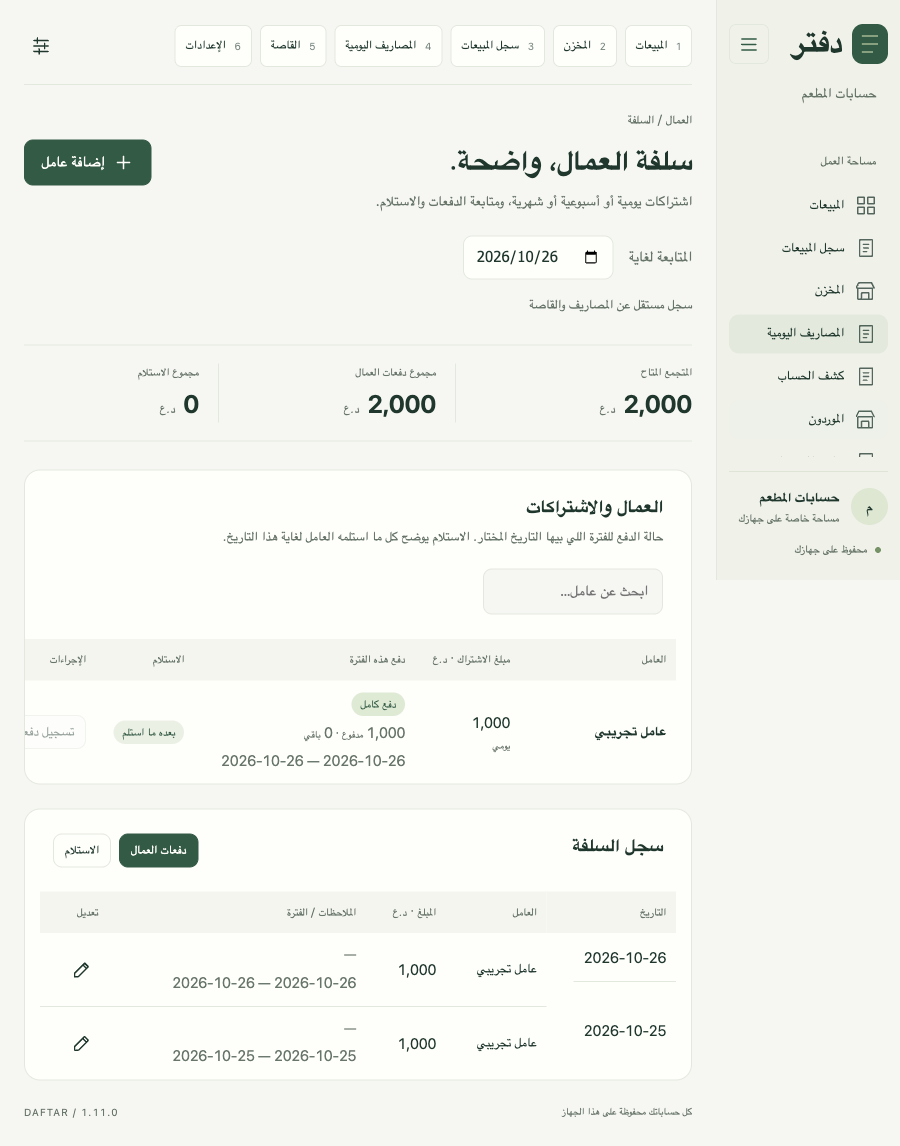 دفتر
حسابات المطعم
مساحة العمل
المبيعات
سجل المبيعات
المخزن
المصاريف اليومية
كشف الحساب
الموردون
م
حسابات المطعم
مساحة خاصة على جهازك
محفوظ على جهازك
1 المبيعات
2 المخزن
3 سجل المبيعات
4 المصاريف اليومية
5 القاصة
6 الإعدادات
العمال / السلفة
سلفة العمال، واضحة.
إضافة عامل
اشتراكات يومية أو أسبوعية أو شهرية، ومتابعة الدفعات والاستلام.
المتابعة لغاية
2026/10/26
سجل مستقل عن المصاريف والقاصة
المتجمع المتاح
2,000 د.ع
مجموع دفعات العمال
2,000 د.ع
مجموع الاستلام
0 د.ع
العمال والاشتراكات
حالة الدفع للفترة اللي بيها التاريخ المختار. الاستلام يوضح كل ما استلمه العامل لغاية هذا التاريخ.
ابحث عن عامل...
العامل
مبلغ الاشتراك · د.ع
دفع هذه الفترة
الاستلام
الإجراءات
عامل تجريبي
1,000
يومي
دفع كامل
1,000 مدفوع · 0 باقي
2026-10-26 — 2026-10-26
بعده ما استلم
تسجيل
سجل السلفة
دفعات العمال
الاستلام
التاريخ
العامل
المبلغ · د.ع
الملاحظات / الفترة
تعديل
2026-10-26
عامل تجريبي
1,000
—
2026-10-26 — 2026-10-26
2026-10-25
عامل تجريبي
1,000
—
2026-10-25 — 2026-10-25
كل حساباتك محفوظة على هذا الجهاز
DAFTAR / 1.11.0